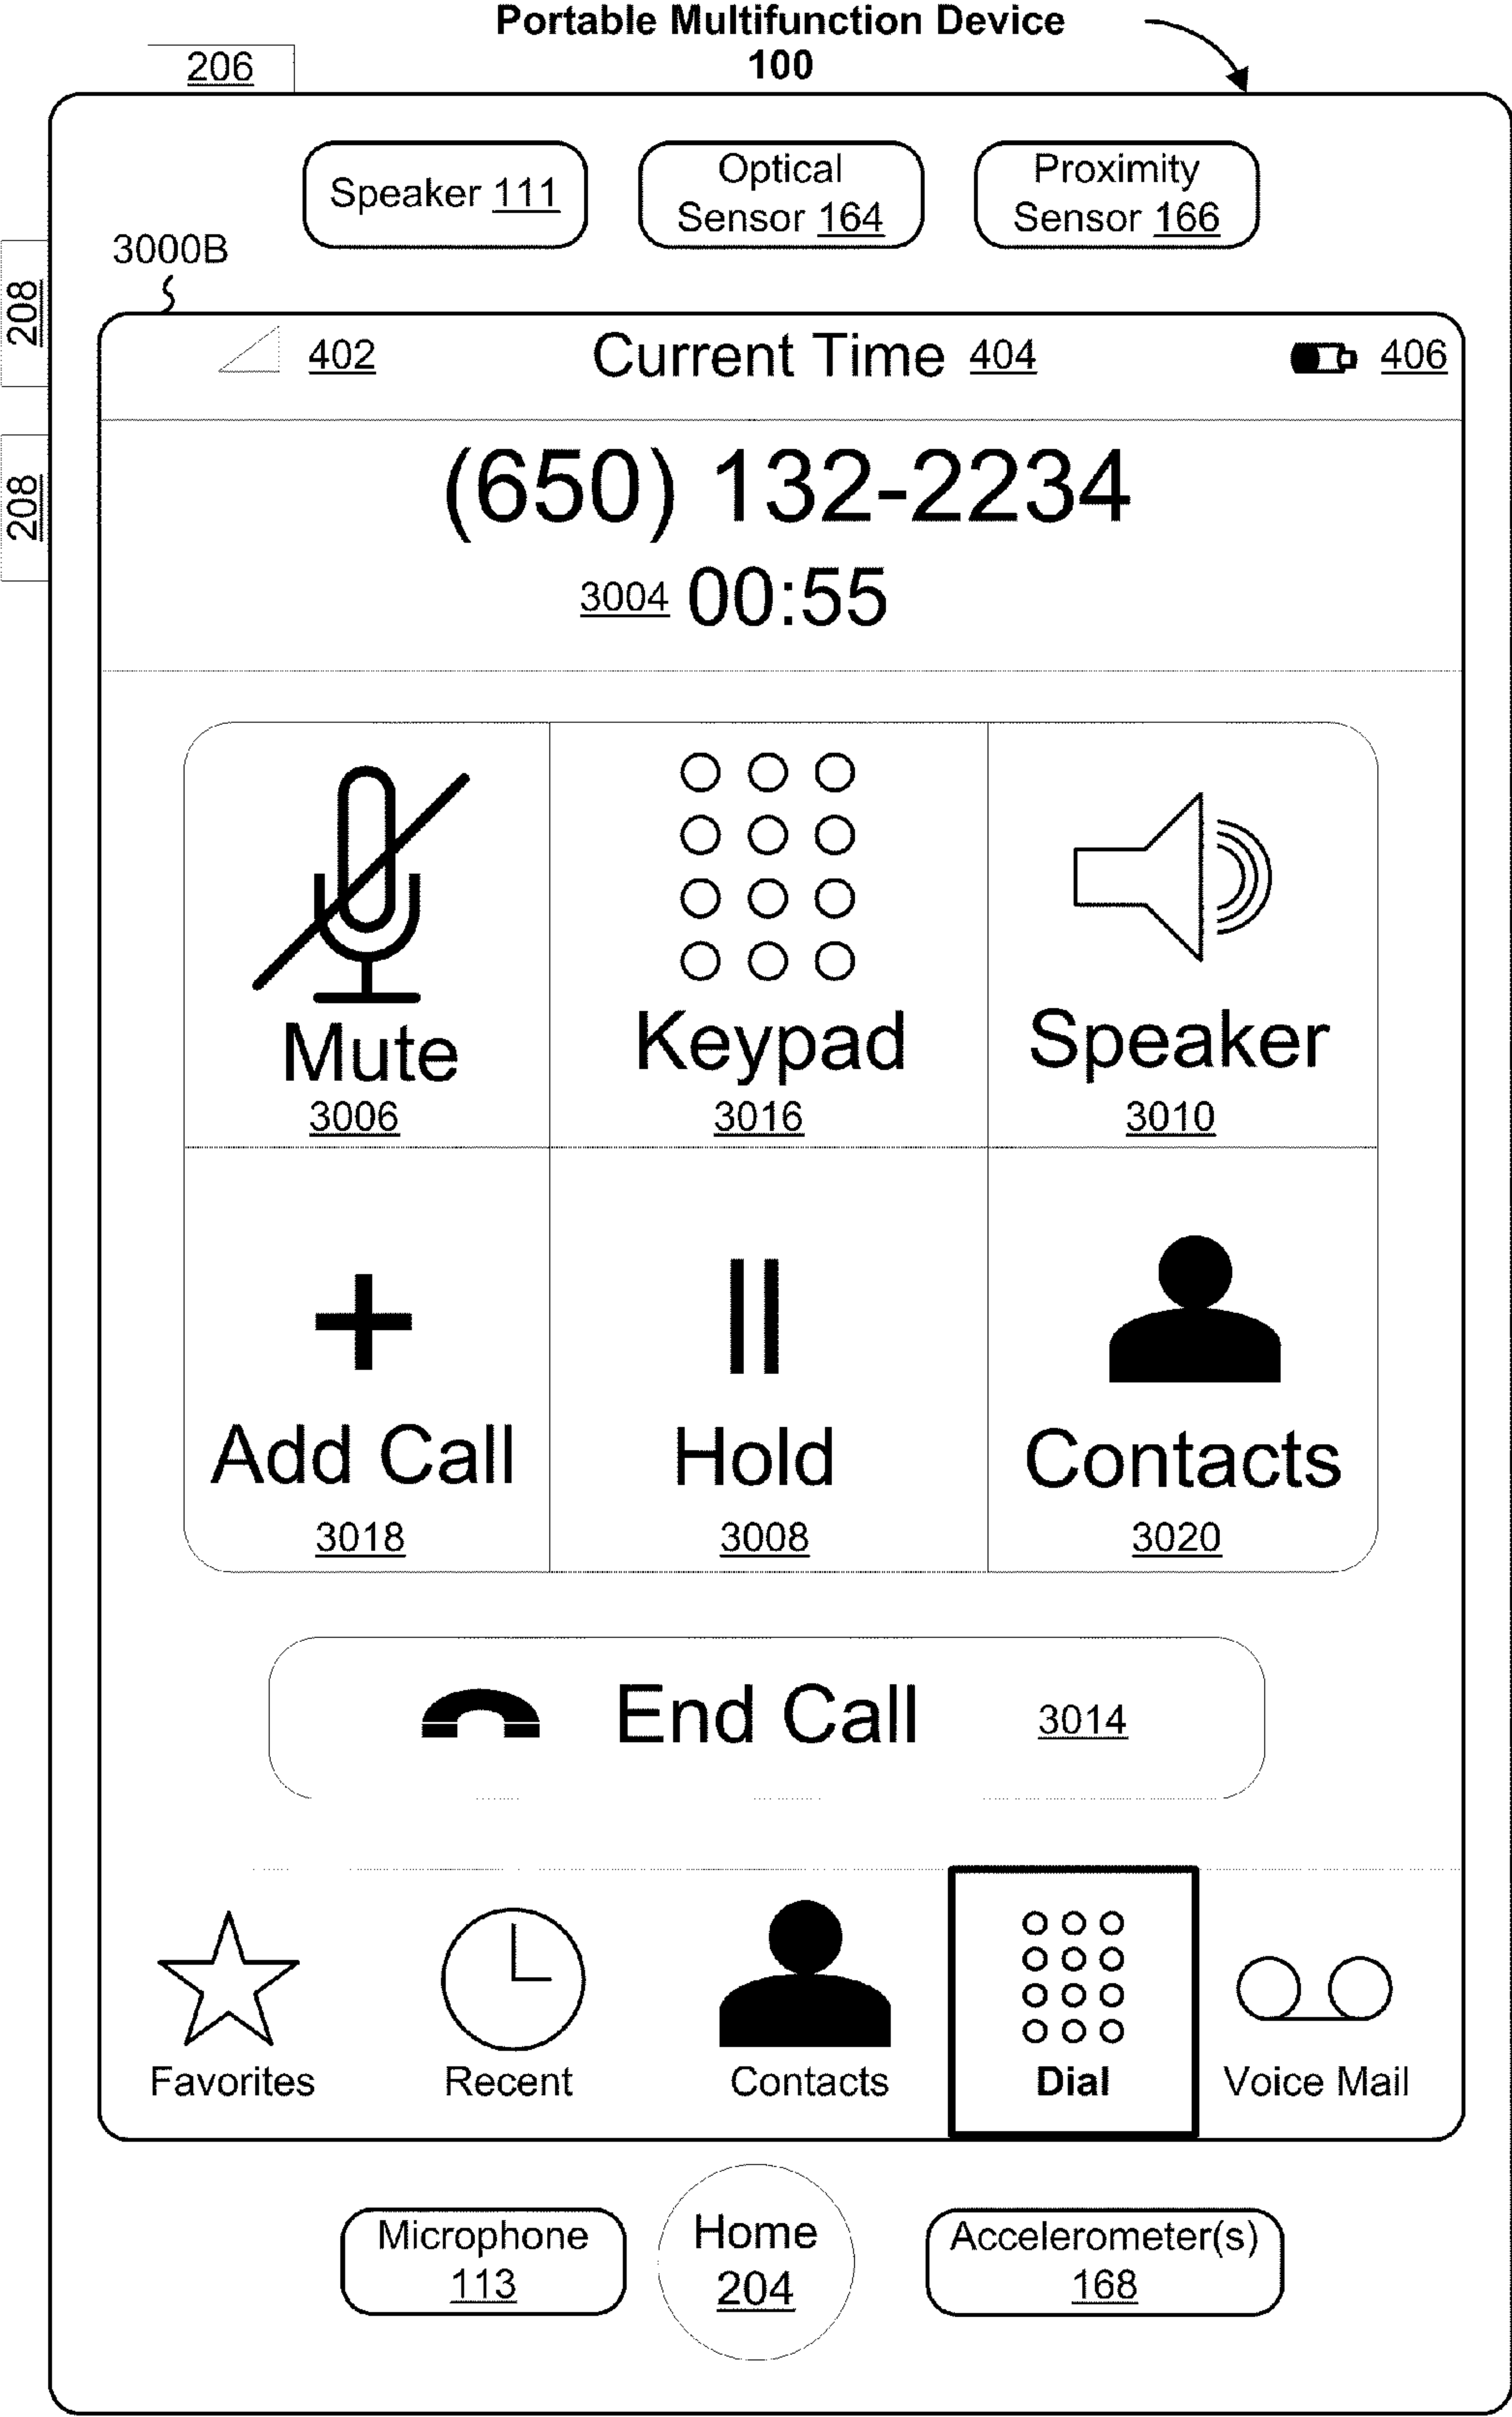 Portable Multifunction Device
100
206
Speaker 111
Optical
Sensor 164
Proximity
Sensor 166
3000B
208
208
402
Current Time 404
406
(650) 132-2234
3004 00:55
Mute
3006
Keypad
3016
Speaker
3010
Add Call
3018
Hold
3008
Contacts
3020
End Call 3014
Favorites
Recent
Contacts
Dial
Voice Mail
Microphone
113
Home
204
Accelerometer(s)
168